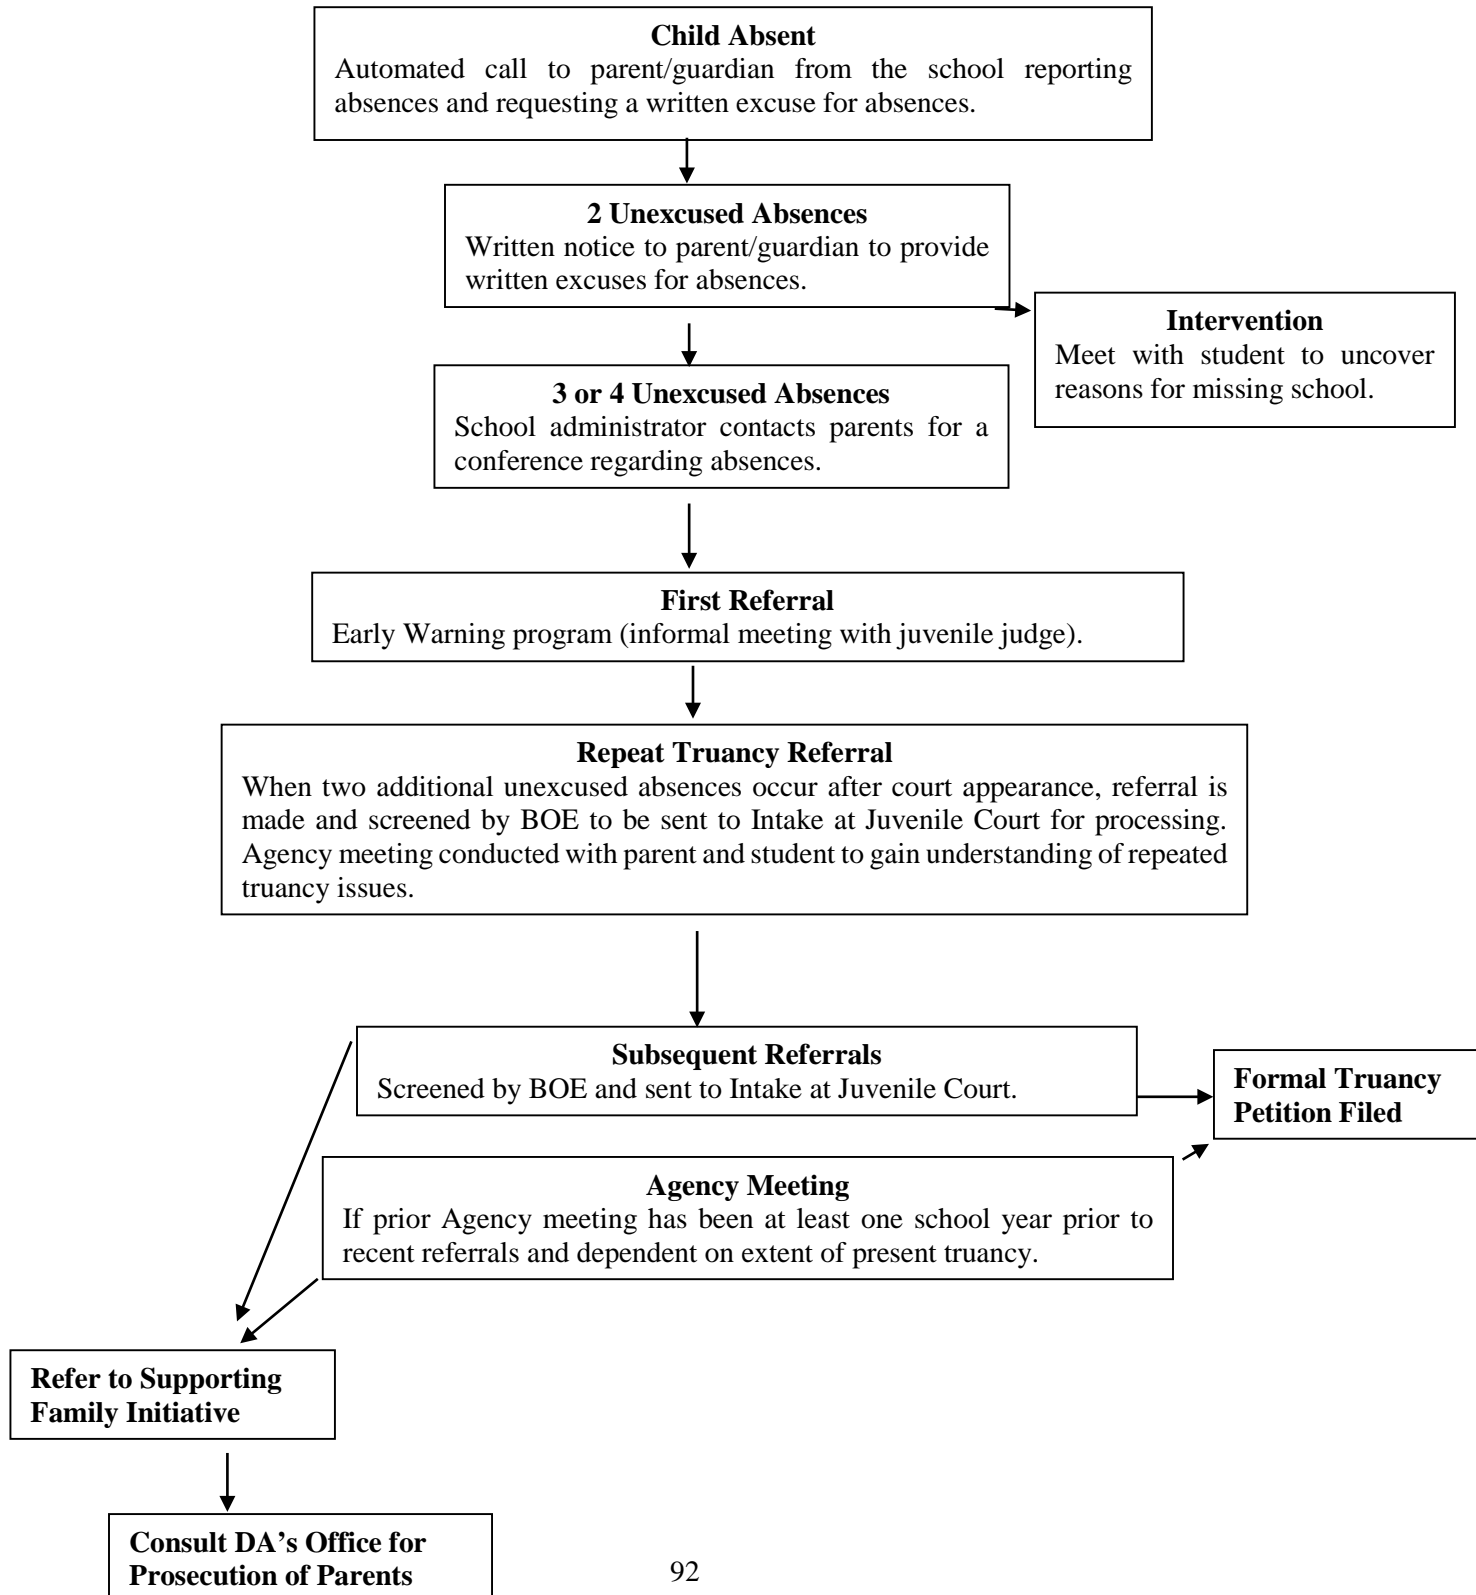 Child Absent
Automated call to parent/guardian from the school reporting
absences and requesting a written excuse for absences.
2 Unexcused Absences
Written notice to parent/guardian to provide
written excuses for absences.
Intervention
Meet with student to uncover
reasons for missing school.
3 or 4 Unexcused Absences
School administrator contacts parents for a
conference regarding absences.
First Referral
Early Warning program (informal meeting with juvenile judge).
Repeat Truancy Referral
When two additional unexcused absences occur after court appearance, referral is
made and screened by BOE to be sent to Intake at Juvenile Court for processing.
Agency meeting conducted with parent and student to gain understanding of repeated
truancy issues.
Subsequent Referrals
Screened by BOE and sent to Intake at Juvenile Court.
Formal Truancy
Petition Filed
Agency Meeting
If prior Agency meeting has been at least one school year prior to
recent referrals and dependent on extent of present truancy.
Refer to Supporting
Family Initiative
Consult DA’s Office for
Prosecution of Parents
92